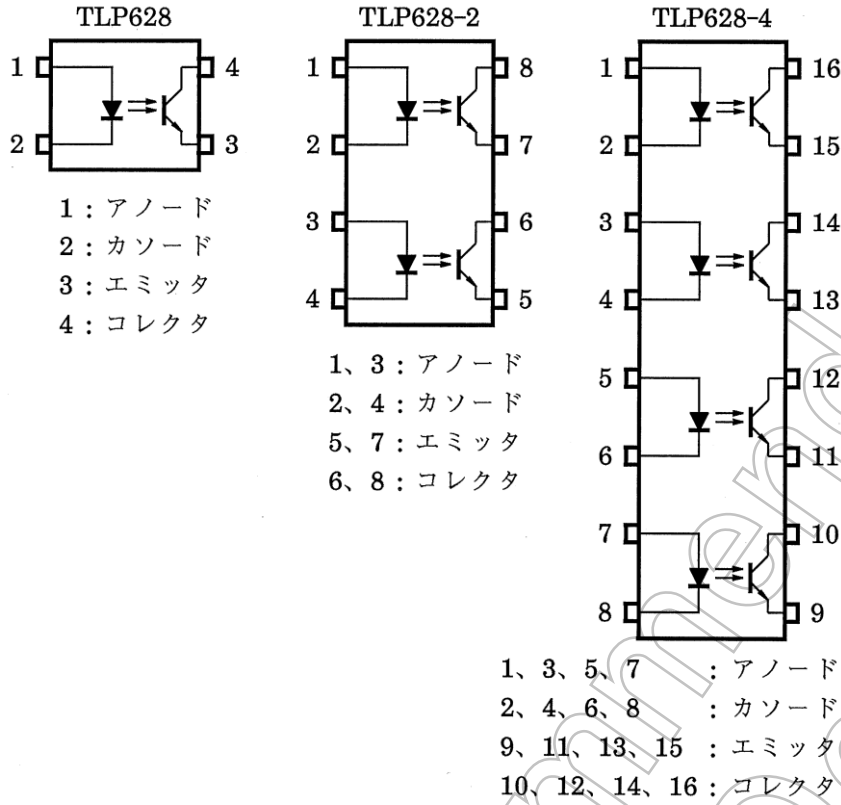 TLP628
1 4
2 3
1 : アノード
2 : カソード
3 : エミッタ
4 : コレクタ
TLP628-2
1 8
2 7
3 6
4 5
1、3 : アノード
2、4 : カソード
5、7 : エミッタ
6、8 : コレクタ
TLP628-4
1 16
2 15
3 14
4 13
5 12
6 11
7 10
8 9
1、3、5、7 : アノード
2、4、6、8 : カソード
9、11、13、15 : エミッタ
10、12、14、16 : コレクタ